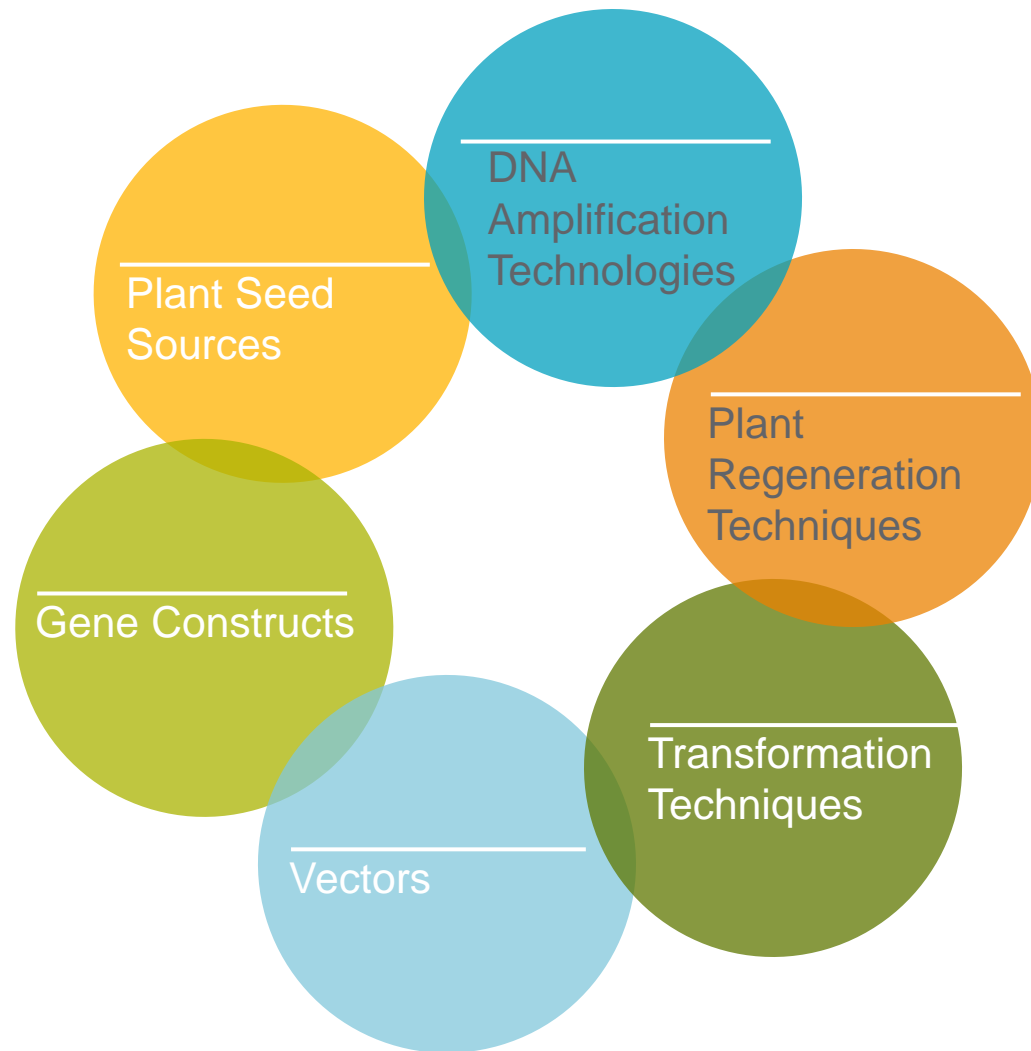 DNA
Amplification
Technologies
Plant Seed
Sources
Plant
Regeneration
Techniques
Gene Constructs
Transformation
Techniques
Vectors